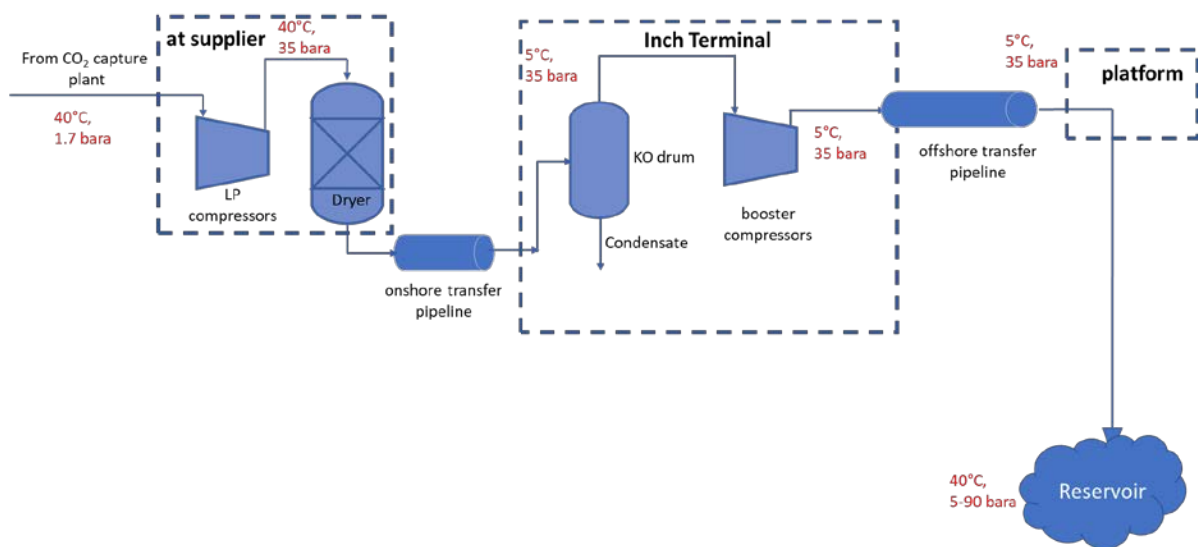 at supplier
40°C,
35 bara
From CO₂ capture
plant
40°C,
1.7 bara
LP
compressors
Dryer
onshore transfer
pipeline
Inch Terminal
5°C,
35 bara
KO drum
Condensate
booster
compressors
5°C,
35 bara
offshore transfer
pipeline
5°C,
35 bara
platform
40°C,
5-90 bara
Reservoir